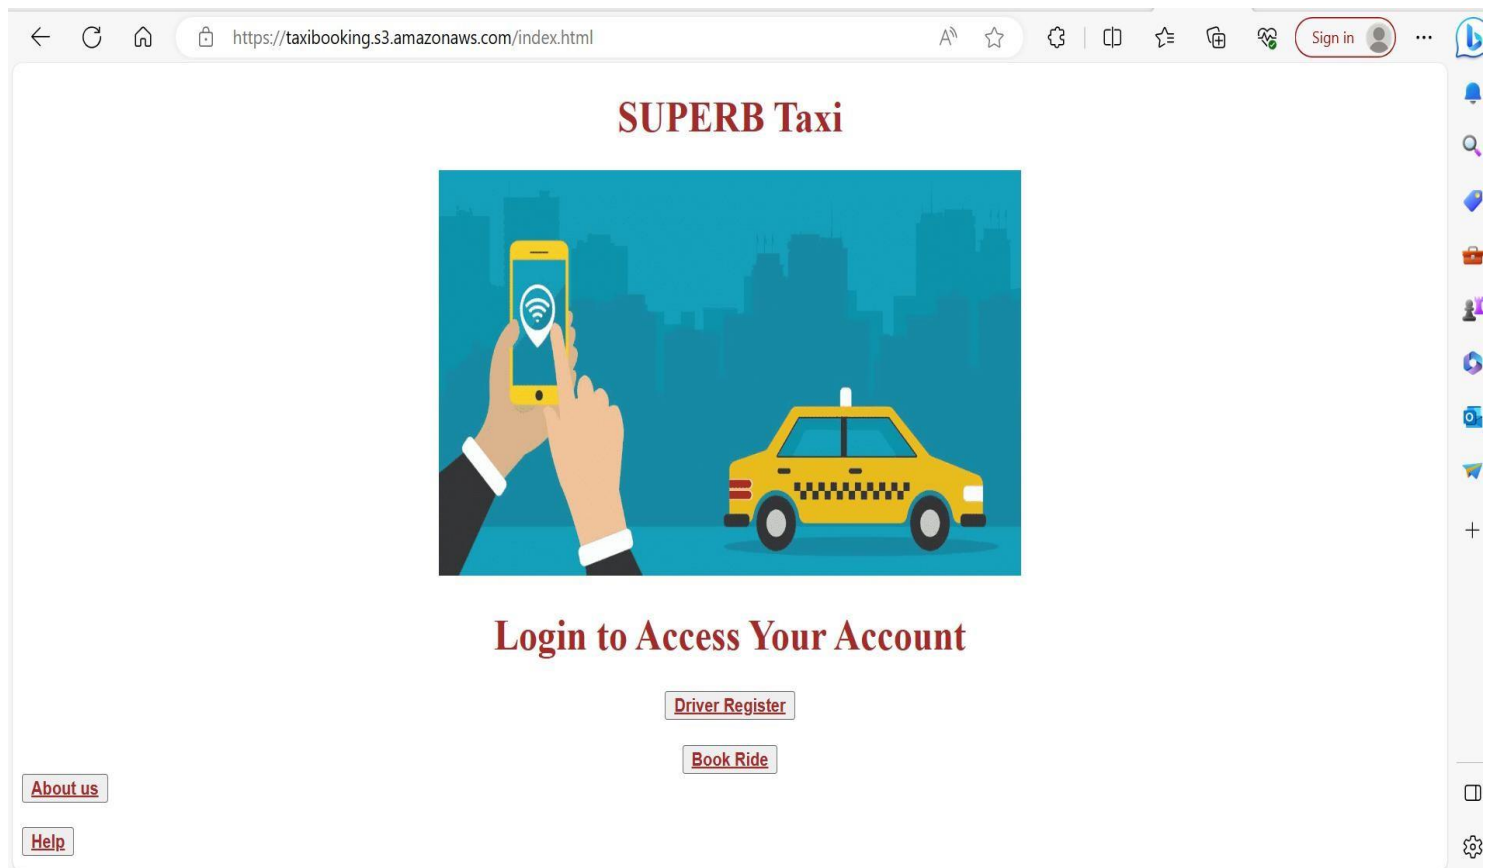 https://taxibooking.s3.amazonaws.com/index.html
Sign in
SUPERB Taxi
Login to Access Your Account
Driver Register
Book Ride
About us
Help